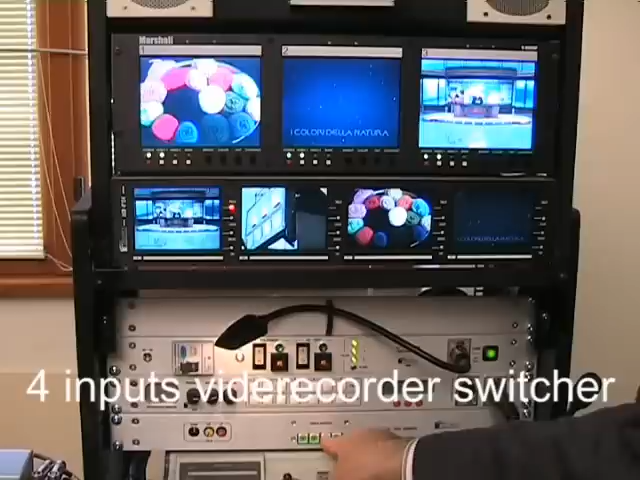 Marshall
1
2
3
I COLORI DELLA NATURA
I COLORI DELLA NATURA
4 inputs viderecorder switcher